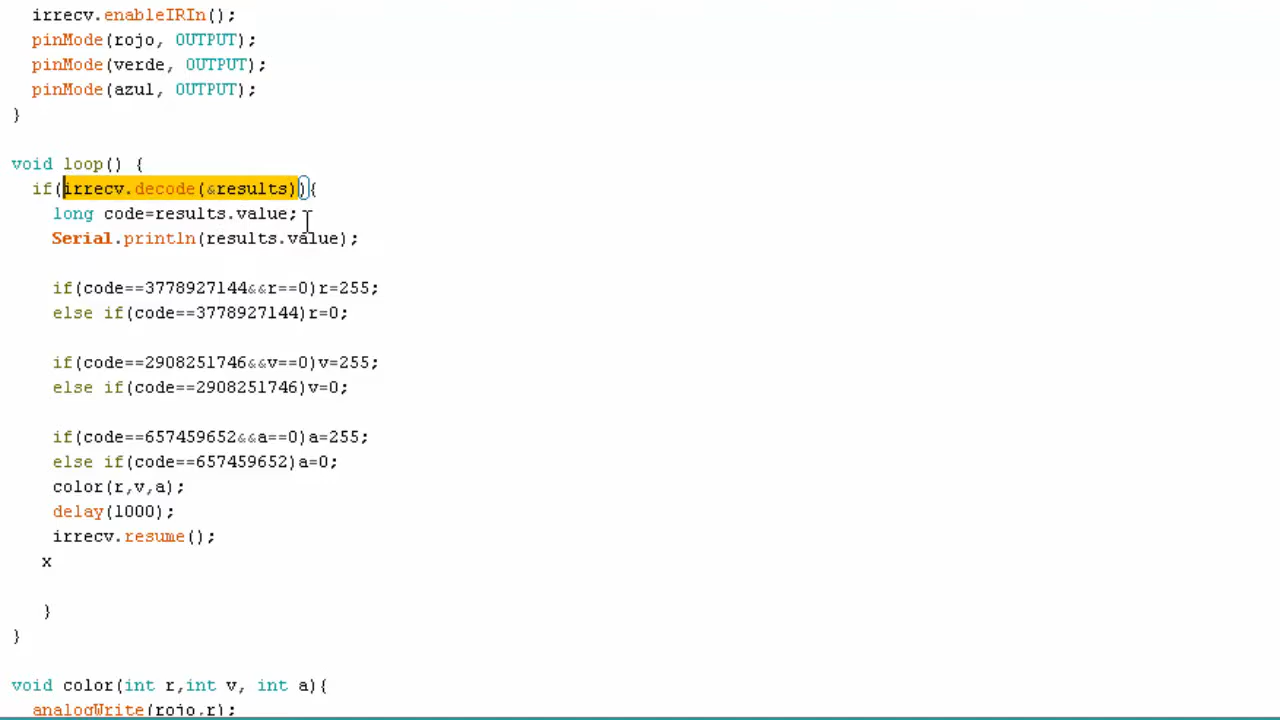 irrecv.enableIRIn();
pinMode(rojo, OUTPUT);
pinMode(verde, OUTPUT);
pinMode(azul, OUTPUT);
}
void loop() {
if(irrecv.decode(&results)){
long code=results.value;
Serial.println(results.value);
if(code==3778927144&&r==0)r=255;
else if(code==3778927144)r=0;
if(code==2908251746&&v==0)v=255;
else if(code==2908251746)v=0;
if(code==657459652&&a==0)a=255;
else if(code==657459652)a=0;
color(r,v,a);
delay(1000);
irrecv.resume();
x
}
}
void color(int r,int v, int a){
analogWrite(rojo,r);